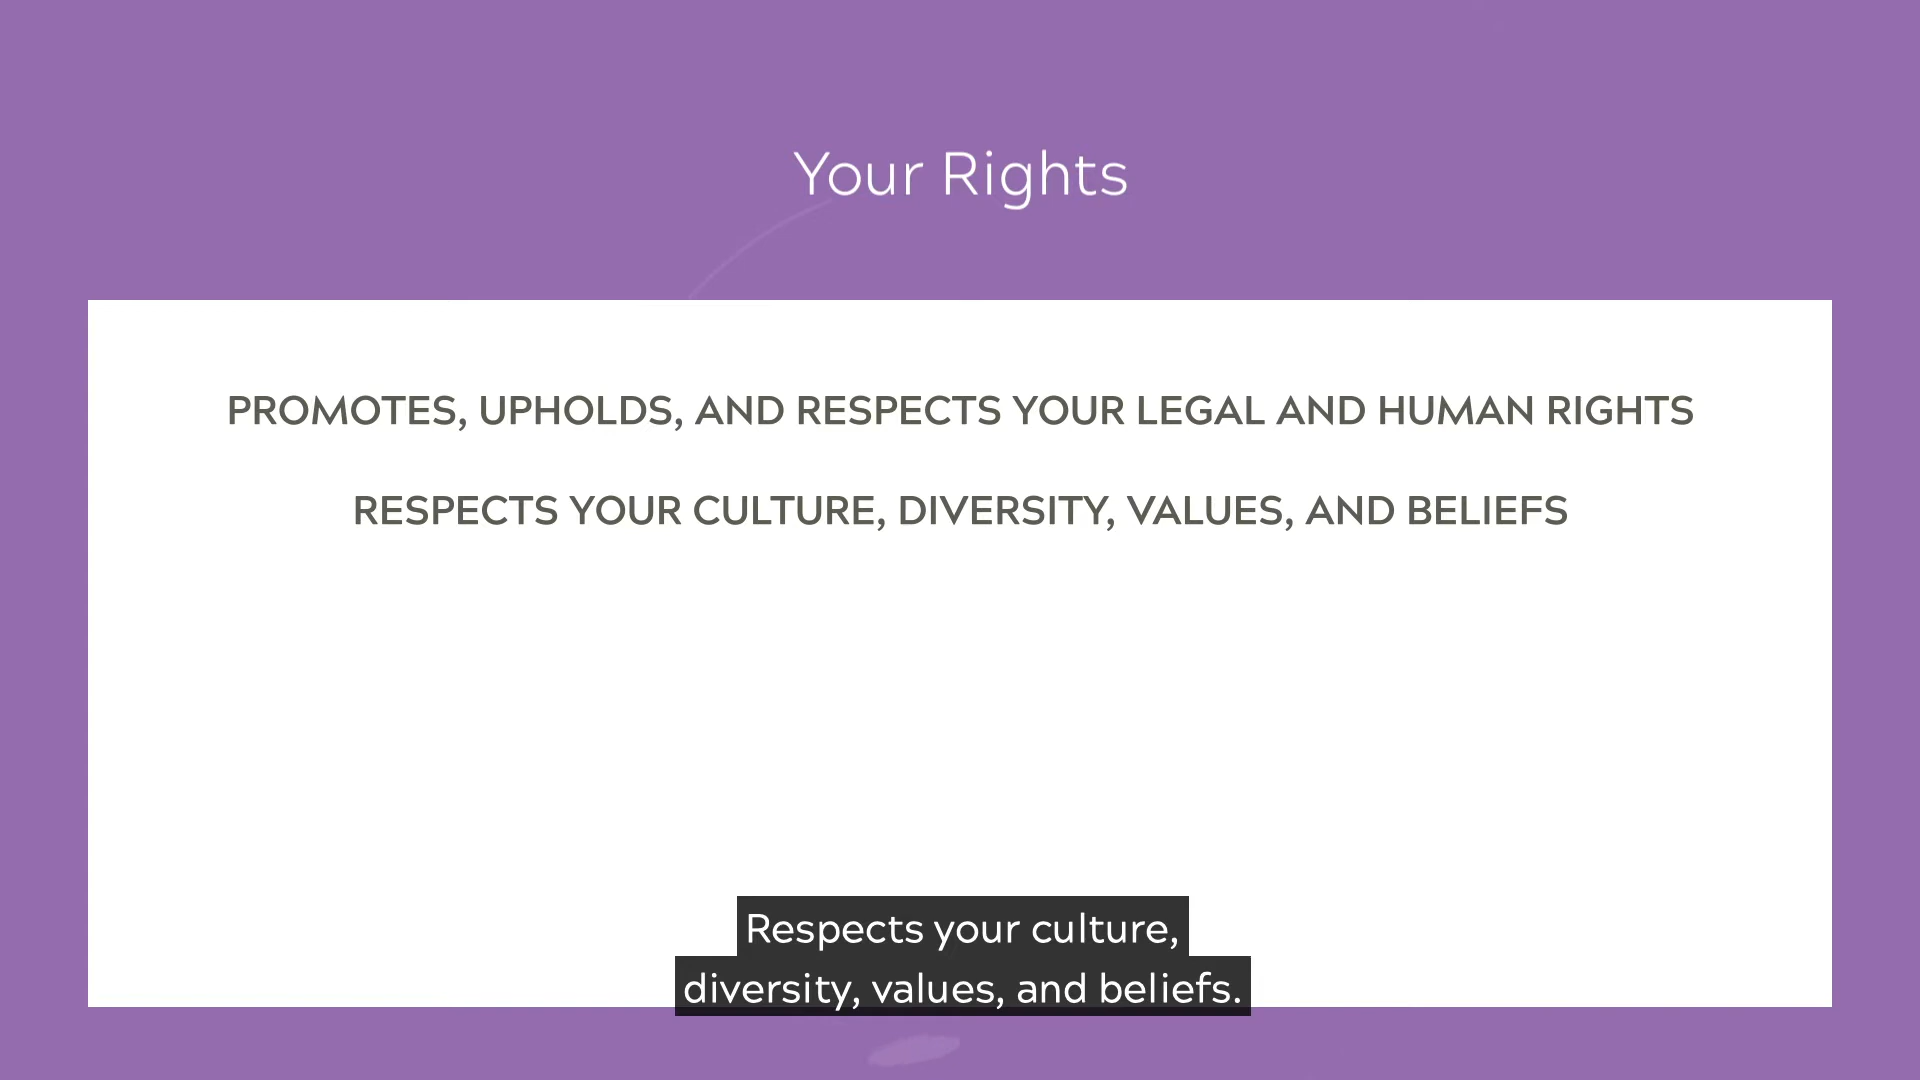 Your Rights
PROMOTES, UPHOLDS, AND RESPECTS YOUR LEGAL AND HUMAN RIGHTS
RESPECTS YOUR CULTURE, DIVERSITY, VALUES, AND BELIEFS
Respects your culture,
diversity, values, and beliefs.